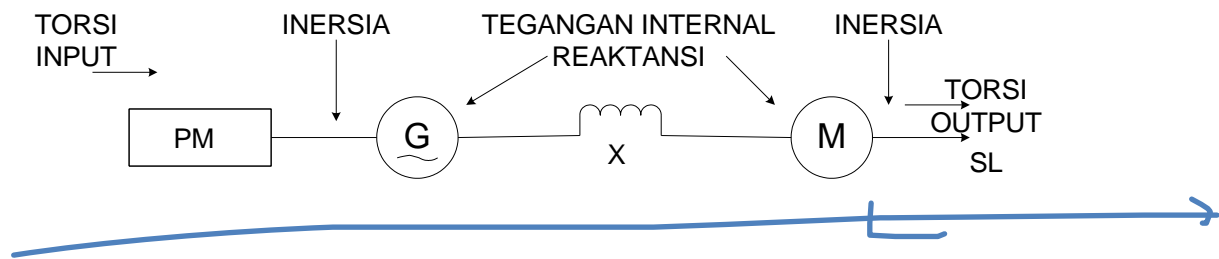 TORSI
INPUT
INERSIA
TEGANGAN INTERNAL
REAKTANSI
INERSIA
TORSI
OUTPUT
SL
PM
G
X
M